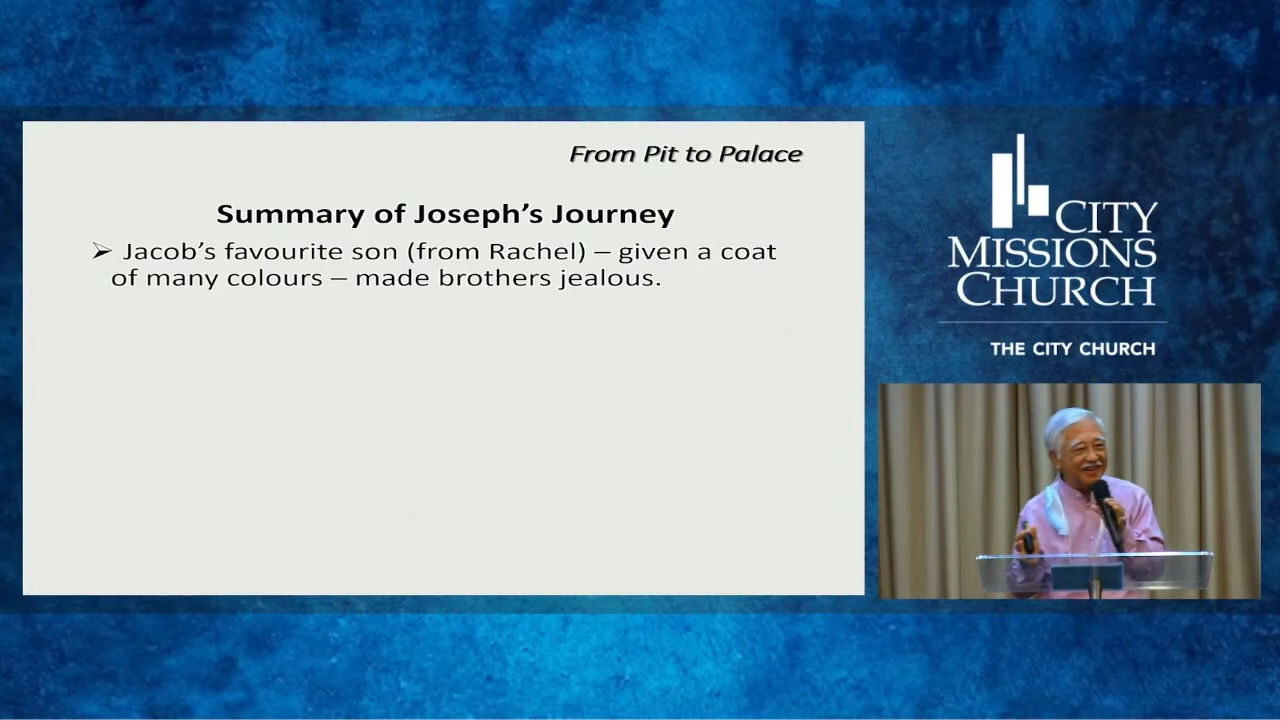 From Pit to Palace
Summary of Joseph’s Journey
➢ Jacob’s favourite son (from Rachel) – given a coat
of many colours – made brothers jealous.
CITY
MISSIONS
CHURCH
THE CITY CHURCH